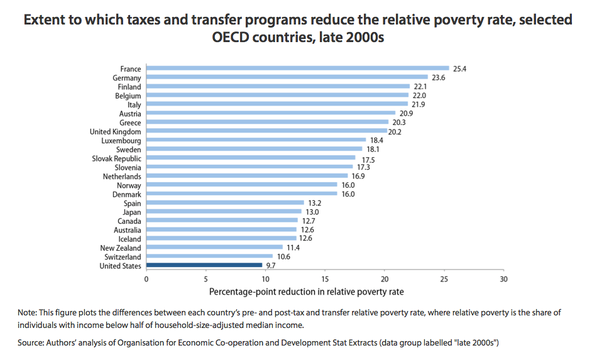 Extent to which taxes and transfer programs reduce the relative poverty rate, selected
OECD countries, late 2000s
France 25.4
Germany 23.6
Finland 22.1
Belgium 22.0
Italy 21.9
Austria 20.9
Greece 20.3
United Kingdom 20.2
Luxembourg 18.4
Sweden 18.1
Slovak Republic 17.5
Slovenia 17.3
Netherlands 16.9
Norway 16.0
Denmark 16.0
Spain 13.2
Japan 13.0
Canada 12.7
Australia 12.6
Iceland 12.6
New Zealand 11.4
Switzerland 10.6
United States 9.7
0 5 10 15 20 25 30
Percentage-point reduction in relative poverty rate
Note: This figure plots the differences between each country's pre- and post-tax and transfer relative poverty rate, where relative poverty is the share of
individuals with income below half of household-size-adjusted median income.
Source: Authors' analysis of Organisation for Economic Co-operation and Development Stat Extracts (data group labelled "late 2000s")